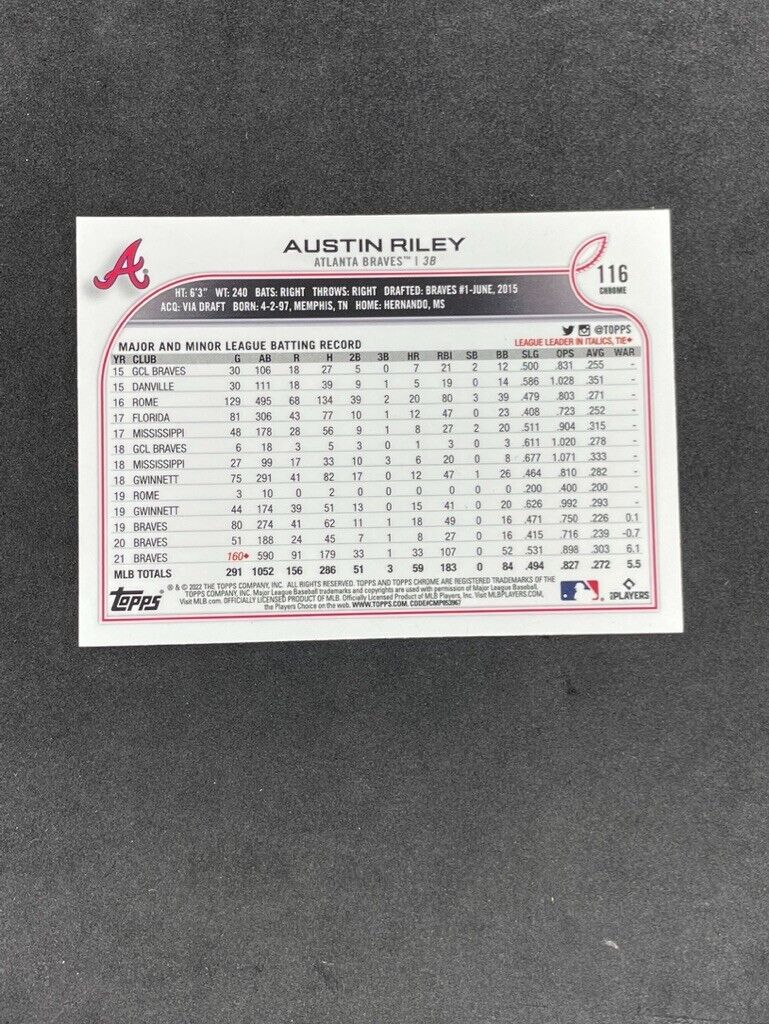 A
AUSTIN RILEY
ATLANTA BRAVES™ | 3B
116
CHROME
HT: 6'3" WT: 240 BATS: RIGHT THROWS: RIGHT DRAFTED: BRAVES #1-JUNE, 2015
ACQ: VIA DRAFT BORN: 4-2-97, MEMPHIS, TN HOME: HERNANDO, MS
@TOPPS
MAJOR AND MINOR LEAGUE BATTING RECORD LEAGUE LEADER IN ITALICS, TIE♦
YR CLUB G AB R H 2B 3B HR RBI SB BB SLG OPS AVG WAR
15 GCL BRAVES 30 106 18 27 5 0 7 21 2 12 .500 .831 .255 -
15 DANVILLE 30 111 18 39 9 1 5 19 0 14 .586 1.028 .351 -
16 ROME 129 495 68 134 39 2 20 80 3 39 .479 .803 .271 -
17 FLORIDA 81 306 43 77 10 1 12 47 0 23 .408 .723 .252 -
17 MISSISSIPPI 48 178 28 56 9 1 8 27 2 20 .511 .904 .315 -
18 GCL BRAVES 6 18 3 5 3 0 1 3 0 3 .611 1.020 .278 -
18 MISSISSIPPI 27 99 17 33 10 3 6 20 0 8 .677 1.071 .333 -
18 GWINNETT 75 291 41 82 17 0 12 47 1 26 .464 .810 .282 -
19 ROME 3 10 0 2 0 0 0 0 0 0 .200 .400 .200 -
19 GWINNETT 44 174 39 51 13 0 15 41 0 20 .626 .992 .293 -
19 BRAVES 80 274 41 62 11 1 18 49 0 16 .471 .750 .226 0.1
20 BRAVES 51 188 24 45 7 1 8 27 0 16 .415 .716 .239 -0.7
21 BRAVES 160♦ 590 91 179 33 1 33 107 0 52 .531 .898 .303 6.1
MLB TOTALS 291 1052 156 286 51 3 59 183 0 84 .494 .827 .272 5.5
® & © 2022 THE TOPPS COMPANY, INC. ALL RIGHTS RESERVED. TOPPS AND TOPPS CHROME ARE REGISTERED TRADEMARKS OF THE
TOPPS COMPANY, INC. Major League Baseball trademarks and copyrights are used with permission of Major League Baseball.
Visit MLB.com. OFFICIALLY LICENSED PRODUCT OF MLB. Officially Licensed Product of MLB Players, Inc. Visit MLBPLAYERS.COM,
the Players Choice on the web. WWW.TOPPS.COM. CODE#CMP053967
topps®
PLAYERS